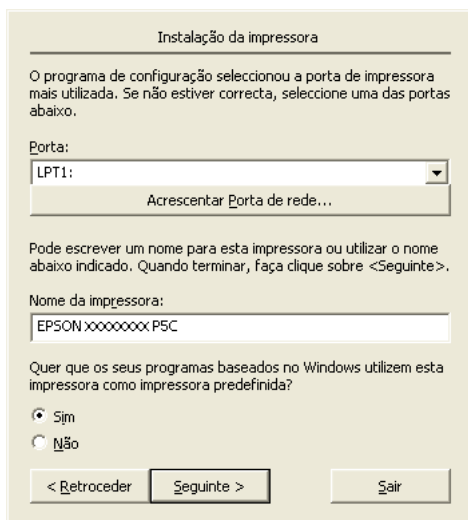 Instalação da impressora
O programa de configuração seleccionou a porta de impressora
mais utilizada. Se não estiver correcta, seleccione uma das portas
abaixo.
Porta:
LPT1:
Acrescentar Porta de rede...
Pode escrever um nome para esta impressora ou utilizar o nome
abaixo indicado. Quando terminar, faça clique sobre <Seguinte>.
Nome da impressora:
EPSON XXXXXXXX P5C
Quer que os seus programas baseados no Windows utilizem esta
impressora como impressora predefinida?
Sim
Não
< Retroceder Seguinte > Sair